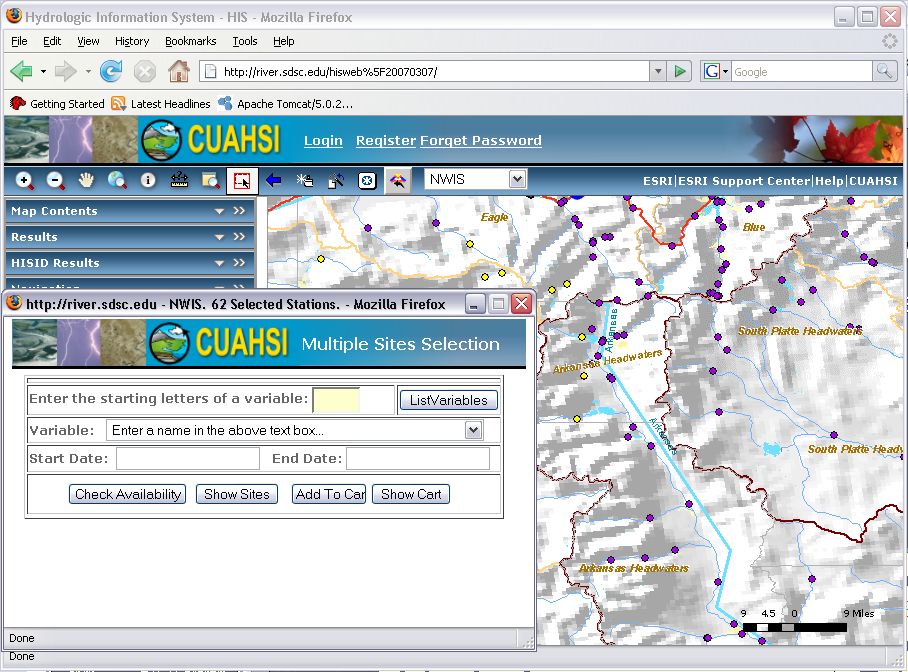 Hydrologic Information System - HIS - Mozilla Firefox
File Edit View History Bookmarks Tools Help
http://river.sdsc.edu/hisweb%5F20070307/
G Google
Getting Started Latest Headlines Apache Tomcat/5.0.2...
CUAHSI Login Register Forget Password
NWIS ESRI|ESRI Support Center|Help|CUAHSI
Map Contents
Results
HISID Results
Eagle
Blue
South Platte Headwaters
Arkansas
Arkansas Headwaters
Arkansas
South Platte Headw
Arkansas Headwaters
9 4.5 0 9 Miles
http://river.sdsc.edu - NWIS. 62 Selected Stations. - Mozilla Firefox
CUAHSI Multiple Sites Selection
Enter the starting letters of a variable: ListVariables
Variable: Enter a name in the above text box...
Start Date: End Date:
Check Availability Show Sites Add To Car Show Cart
Done
Done